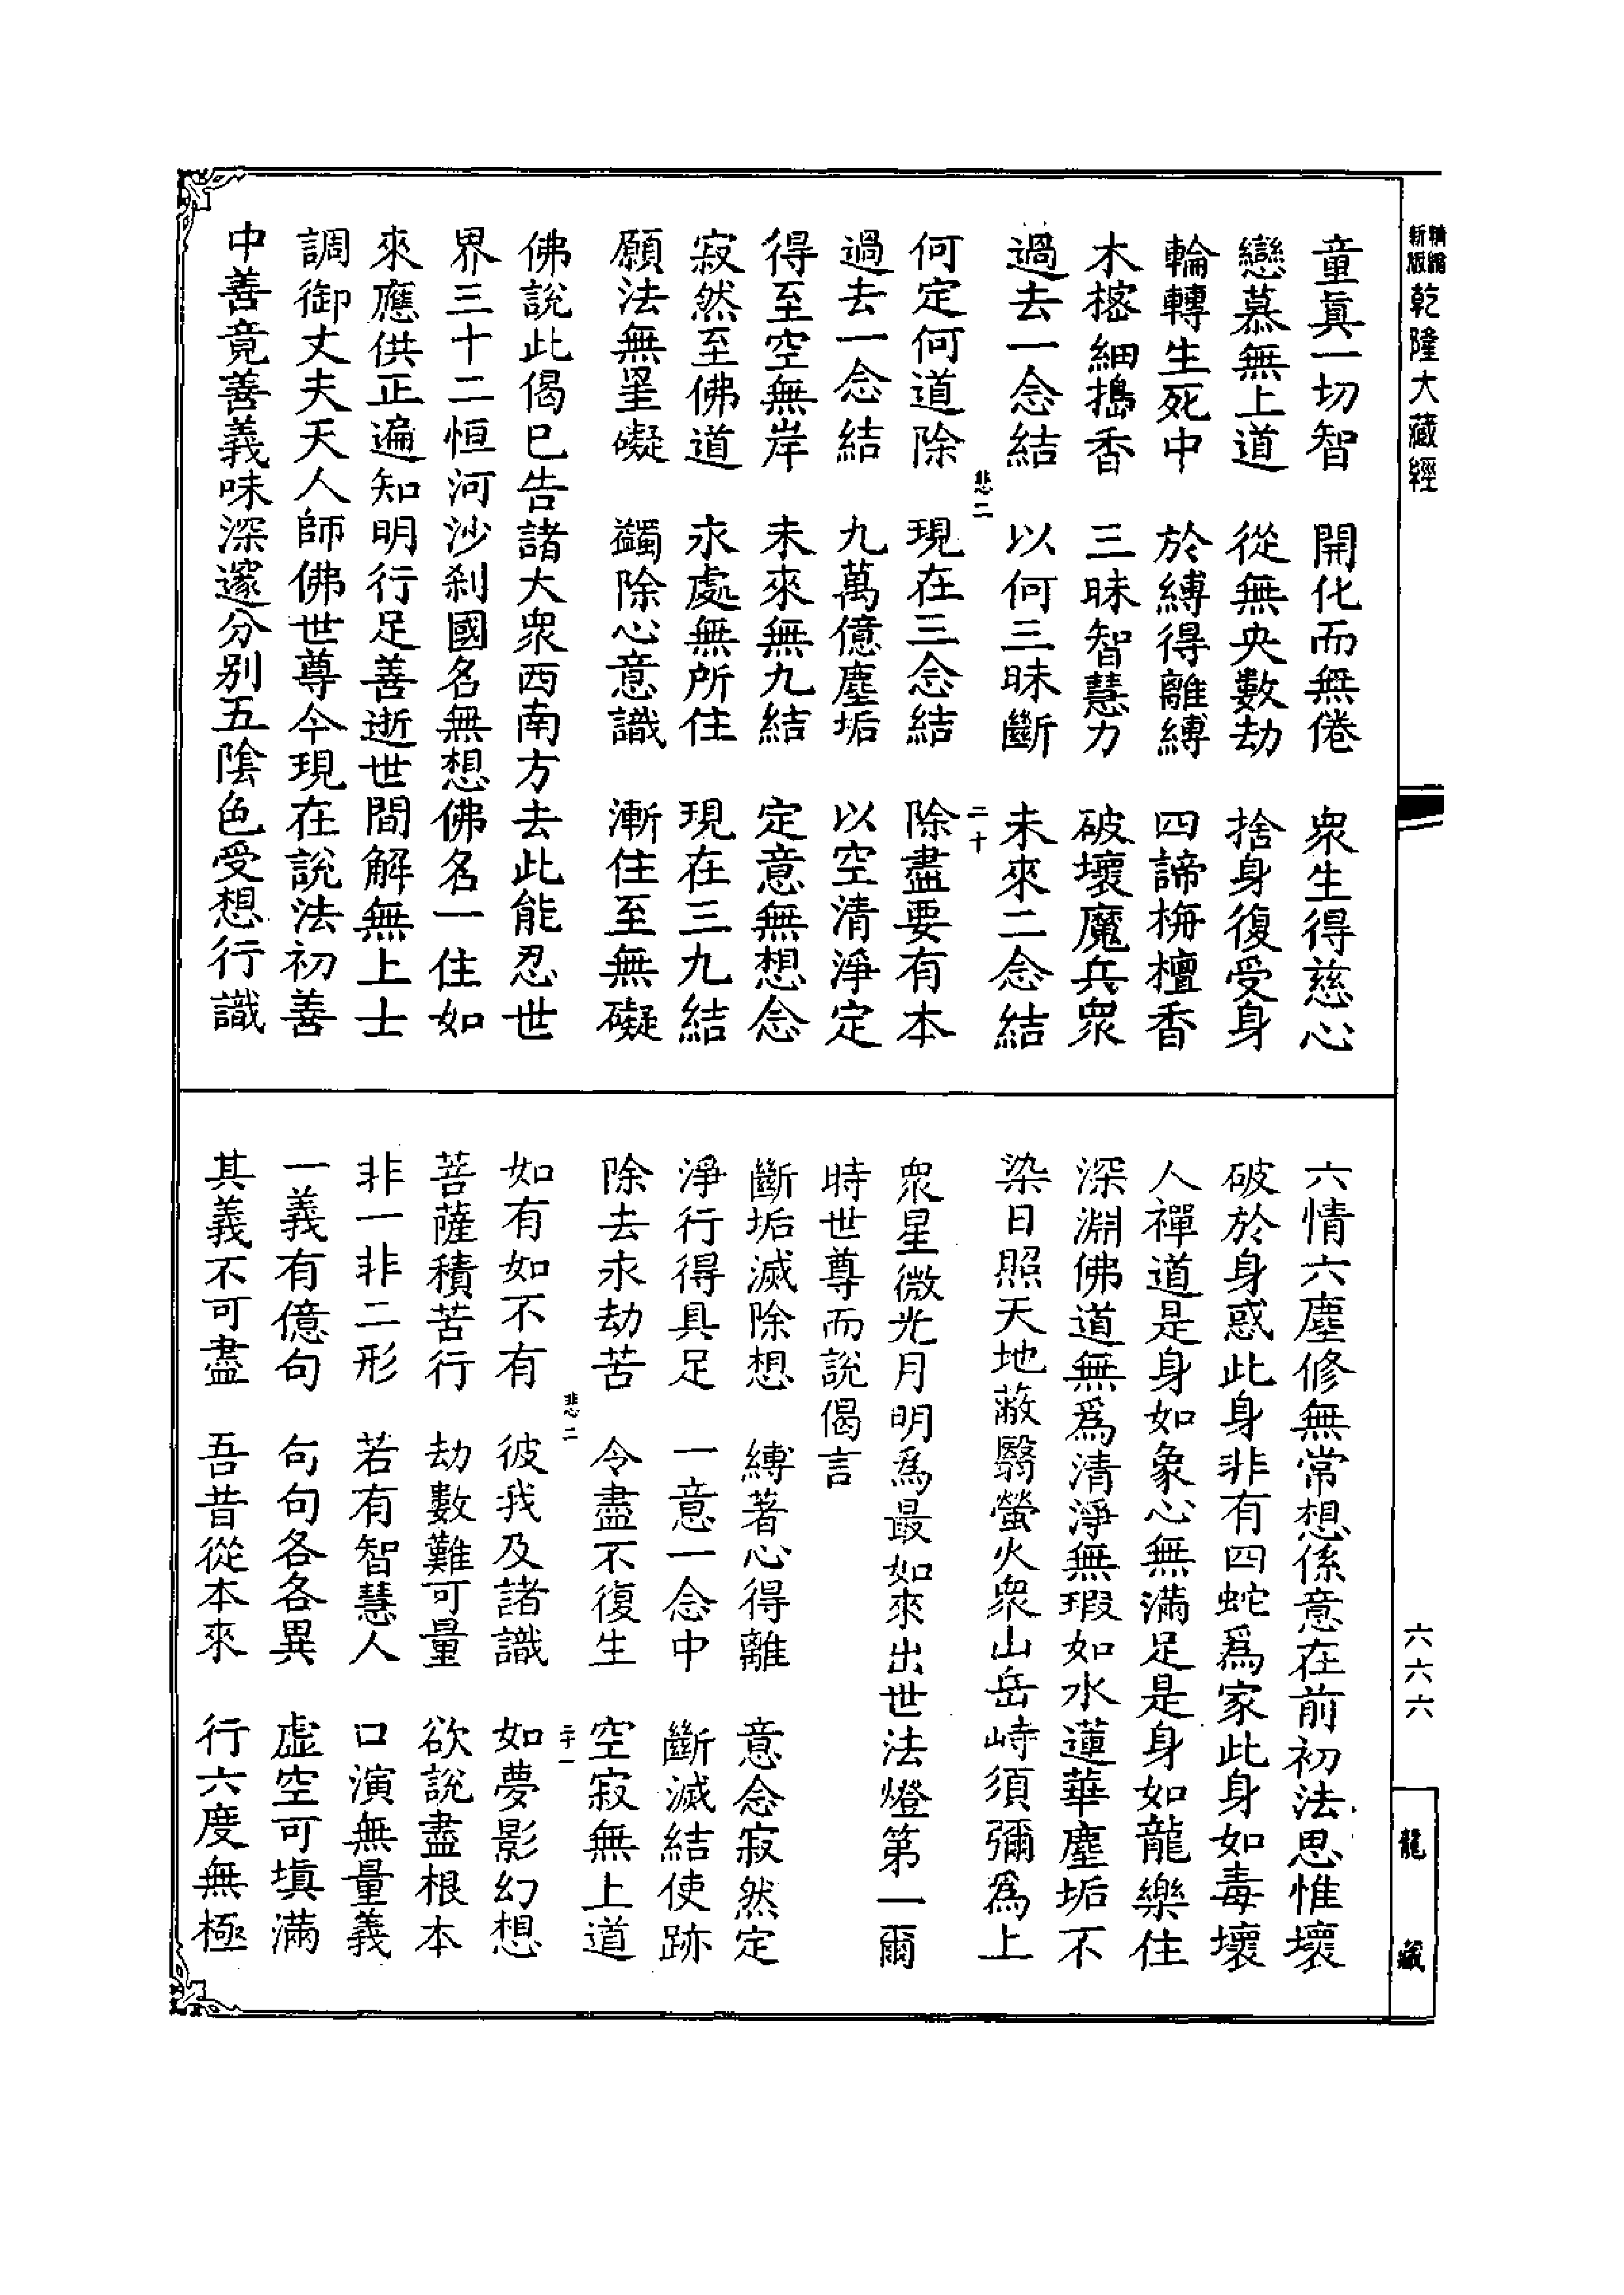 精編
新版
乾隆大藏經
童眞一切智　開化而無倦　衆生得慈心
戀慕無上道　從無央數劫　捨身復受身
輪轉生死中　於縛得離縛　四諦栴檀香
木櫁細擣香　三昧智慧力　破壞魔兵衆
過去一念結　以何三昧斷　未來二念結
悲二　二十
何定何道除　現在三念結　除盡要有本
過去一念結　九萬億塵垢　以空清淨定
得至空無岸　未來無九結　定意無想念
寂然至佛道　永處無所住　現在三九結
願法無罣礙　蠲除心意識　漸住至無礙
佛說此偈已告諸大衆西南方去此能忍世
界三十二恒河沙刹國名無想佛名一住如
來應供正遍知明行足善逝世間解無上士
調御丈夫天人師佛世尊今現在說法初善
中善竟善義味深邃分別五陰色受想行識
六情六塵修無常想係意在前初法思惟壞
破於身惑此身非有四蛇爲家此身如毒壞
人禪道是身如象心無滿足是身如龍樂住
深淵佛道無爲清淨無瑕如水蓮華塵垢不
染日照天地蔽翳螢火衆山岳峙須彌爲上
衆星微光月明爲最如來出世法燈第一爾
時世尊而說偈言
斷垢滅除想　縛著心得離　意念寂然定
淨行得具足　一意一念中　斷滅結使跡
除去永劫苦　令盡不復生　空寂無上道
悲二　二十一
如有如不有　彼我及諸識　如夢影幻想
菩薩積苦行　劫數難可量　欲說盡根本
非一非二形　若有智慧人　口演無量義
一義有億句　句句各各異　虛空可塡滿
其義不可盡　吾昔從本來　行六度無極
六六六
龍藏